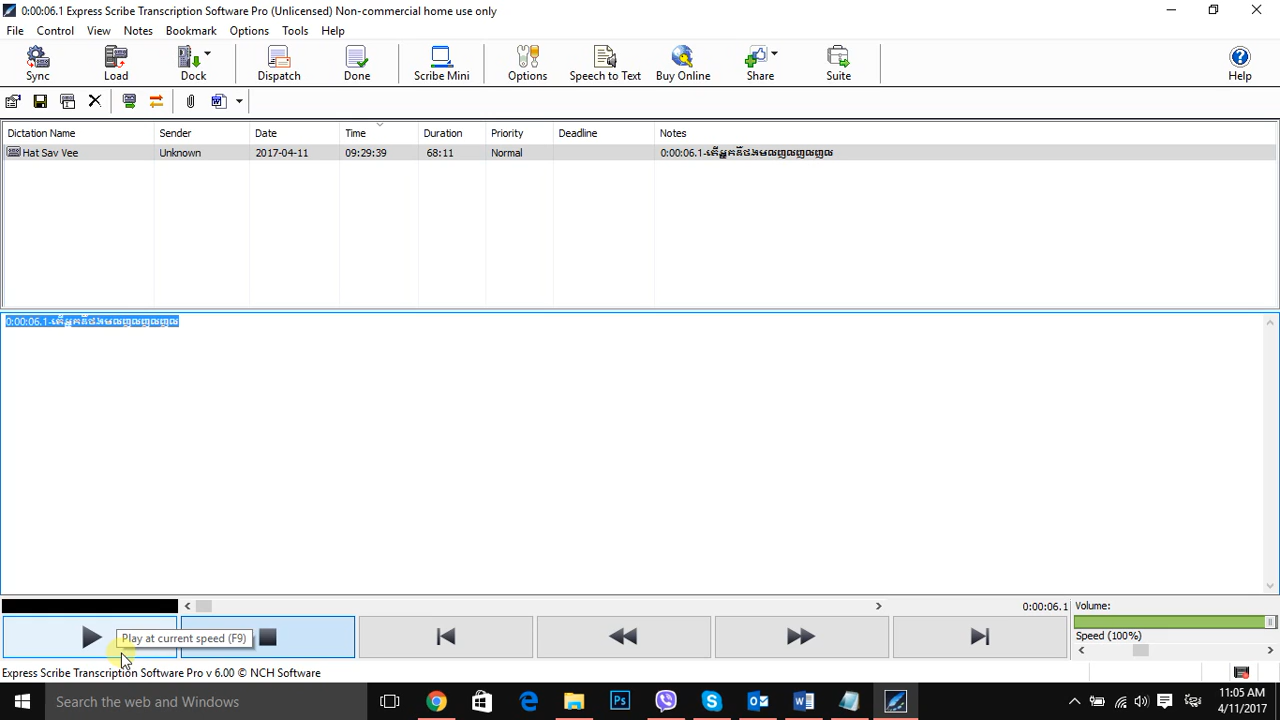 0:00:06.1 Express Scribe Transcription Software Pro (Unlicensed) Non-commercial home use only
File Control View Notes Bookmark Options Tools Help
Sync Load Dock Dispatch Done Scribe Mini Options Speech to Text Buy Online Share Suite Help
Dictation Name Sender Date Time Duration Priority Deadline Notes
Hat Sav Vee Unknown 2017-04-11 09:29:39 68:11 Normal 0:00:06.1-
0:00:06.1-
0:00:06.1 Volume:
Play at current speed (F9) Speed (100%)
Express Scribe Transcription Software Pro v 6.00 © NCH Software
Search the web and Windows
11:05 AM
4/11/2017